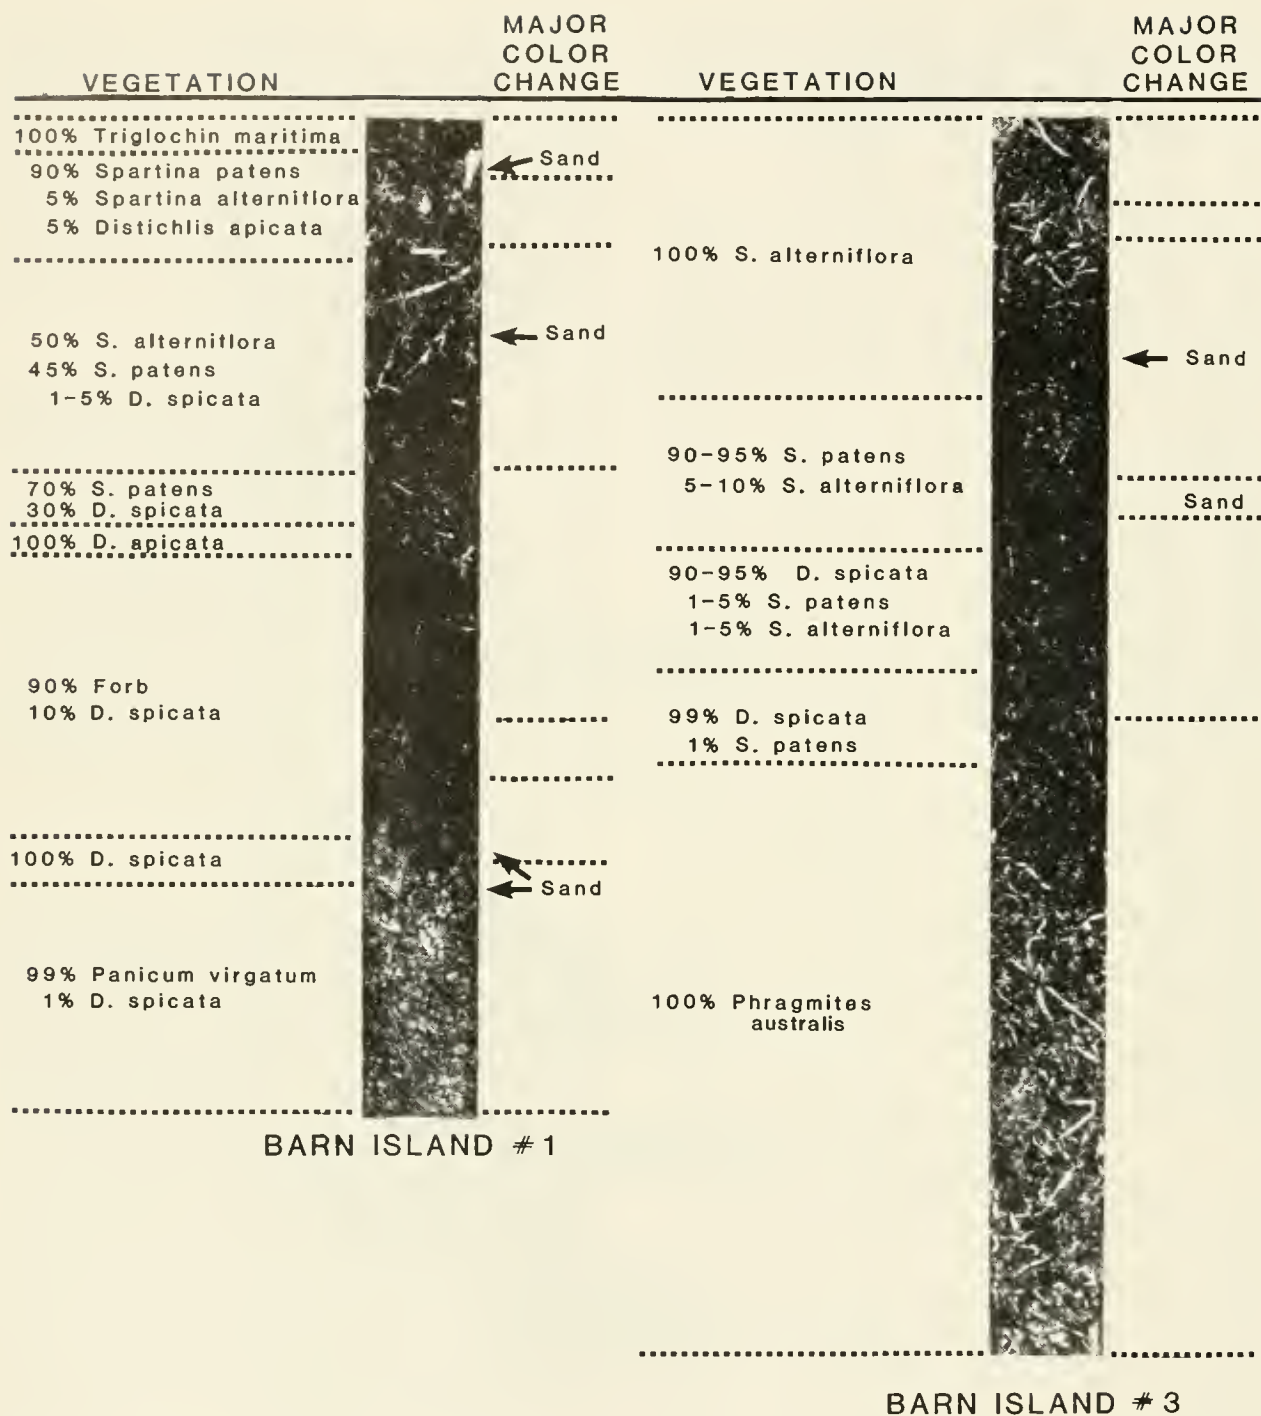 MAJOR
COLOR
VEGETATION CHANGE
100% Triglochin maritima
90% Spartina patens
5% Spartina alterniflora
5% Distichlis apicata
Sand
50% S. alterniflora
45% S. patens
1-5% D. spicata
Sand
70% S. patens
30% D. spicata
100% D. apicata
90% Forb
10% D. spicata
100% D. spicata
Sand
99% Panicum virgatum
1% D. spicata
BARN ISLAND #1
MAJOR
COLOR
VEGETATION CHANGE
100% S. alterniflora
Sand
90-95% S. patens
5-10% S. alterniflora
Sand
90-95% D. spicata
1-5% S. patens
1-5% S. alterniflora
99% D. spicata
1% S. patens
100% Phragmites
australis
BARN ISLAND #3